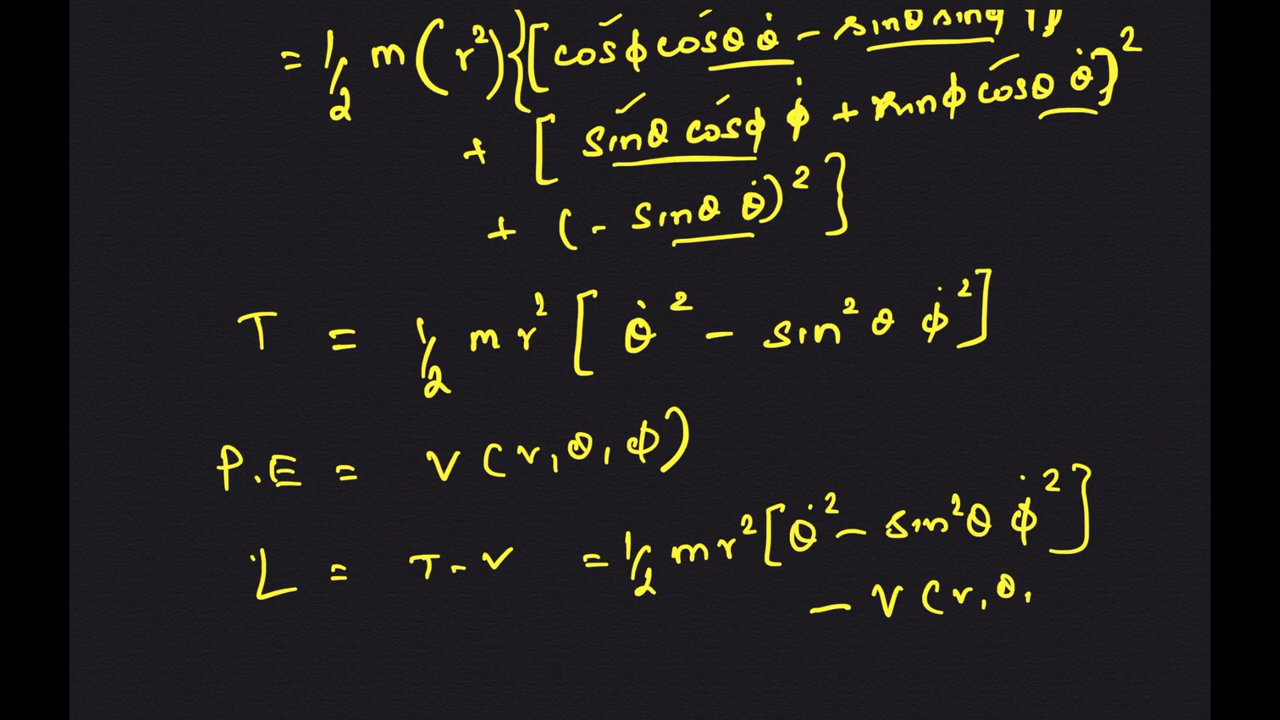 = 1/2 m (r²) {[cosϕ cosθ θ̇ - sinθ sinϕ
+ [ sinθ cosϕ ϕ̇ + sinϕ cosθ θ̇)²
+ (- sinθ θ̇)² }
T = 1/2 m r² [ θ̇² - sin²θ ϕ̇² ]
P.E = V (r, θ, ϕ)
L = T - V = 1/2 m r² [ θ̇² - sin²θ ϕ̇² ]
- V (r, θ,